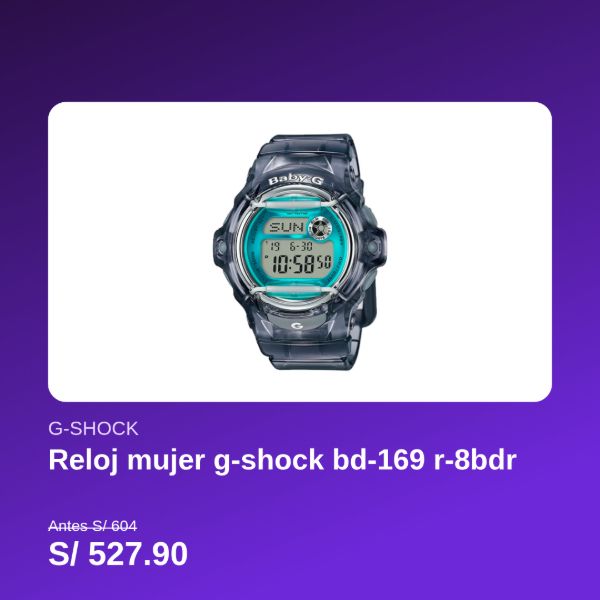 Baby-G
SUN
19 6-30
10:58 50
G
G-SHOCK
Reloj mujer g-shock bd-169 r-8bdr
Antes S/ 604
S/ 527.90